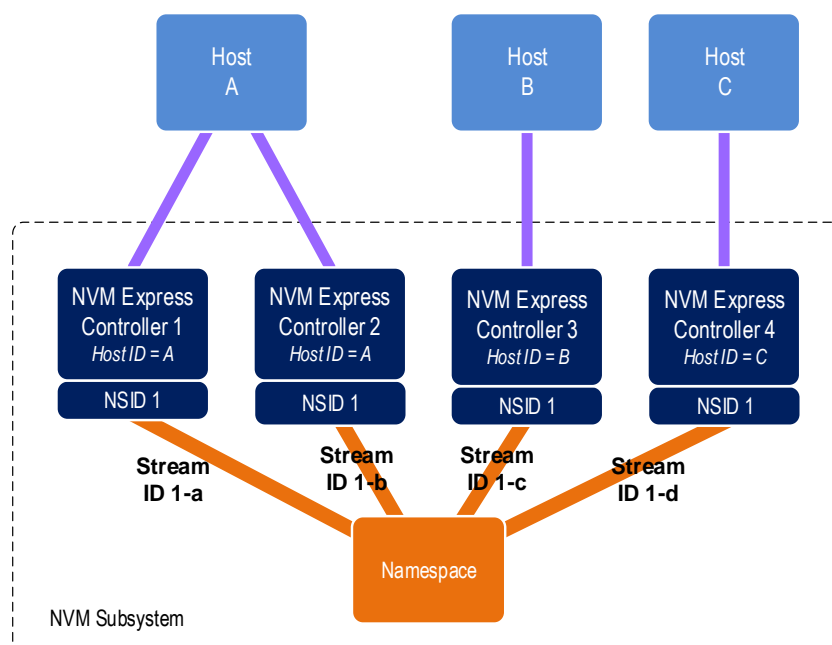 Host
A
Host
B
Host
C
NVM Express
Controller 1
Host ID = A
NVM Express
Controller 2
Host ID = A
NVM Express
Controller 3
Host ID = B
NVM Express
Controller 4
Host ID = C
NSID 1
NSID 1
NSID 1
NSID 1
Stream
ID 1-a
Stream
ID 1-b
Stream
ID 1-c
Stream
ID 1-d
Namespace
NVM Subsystem